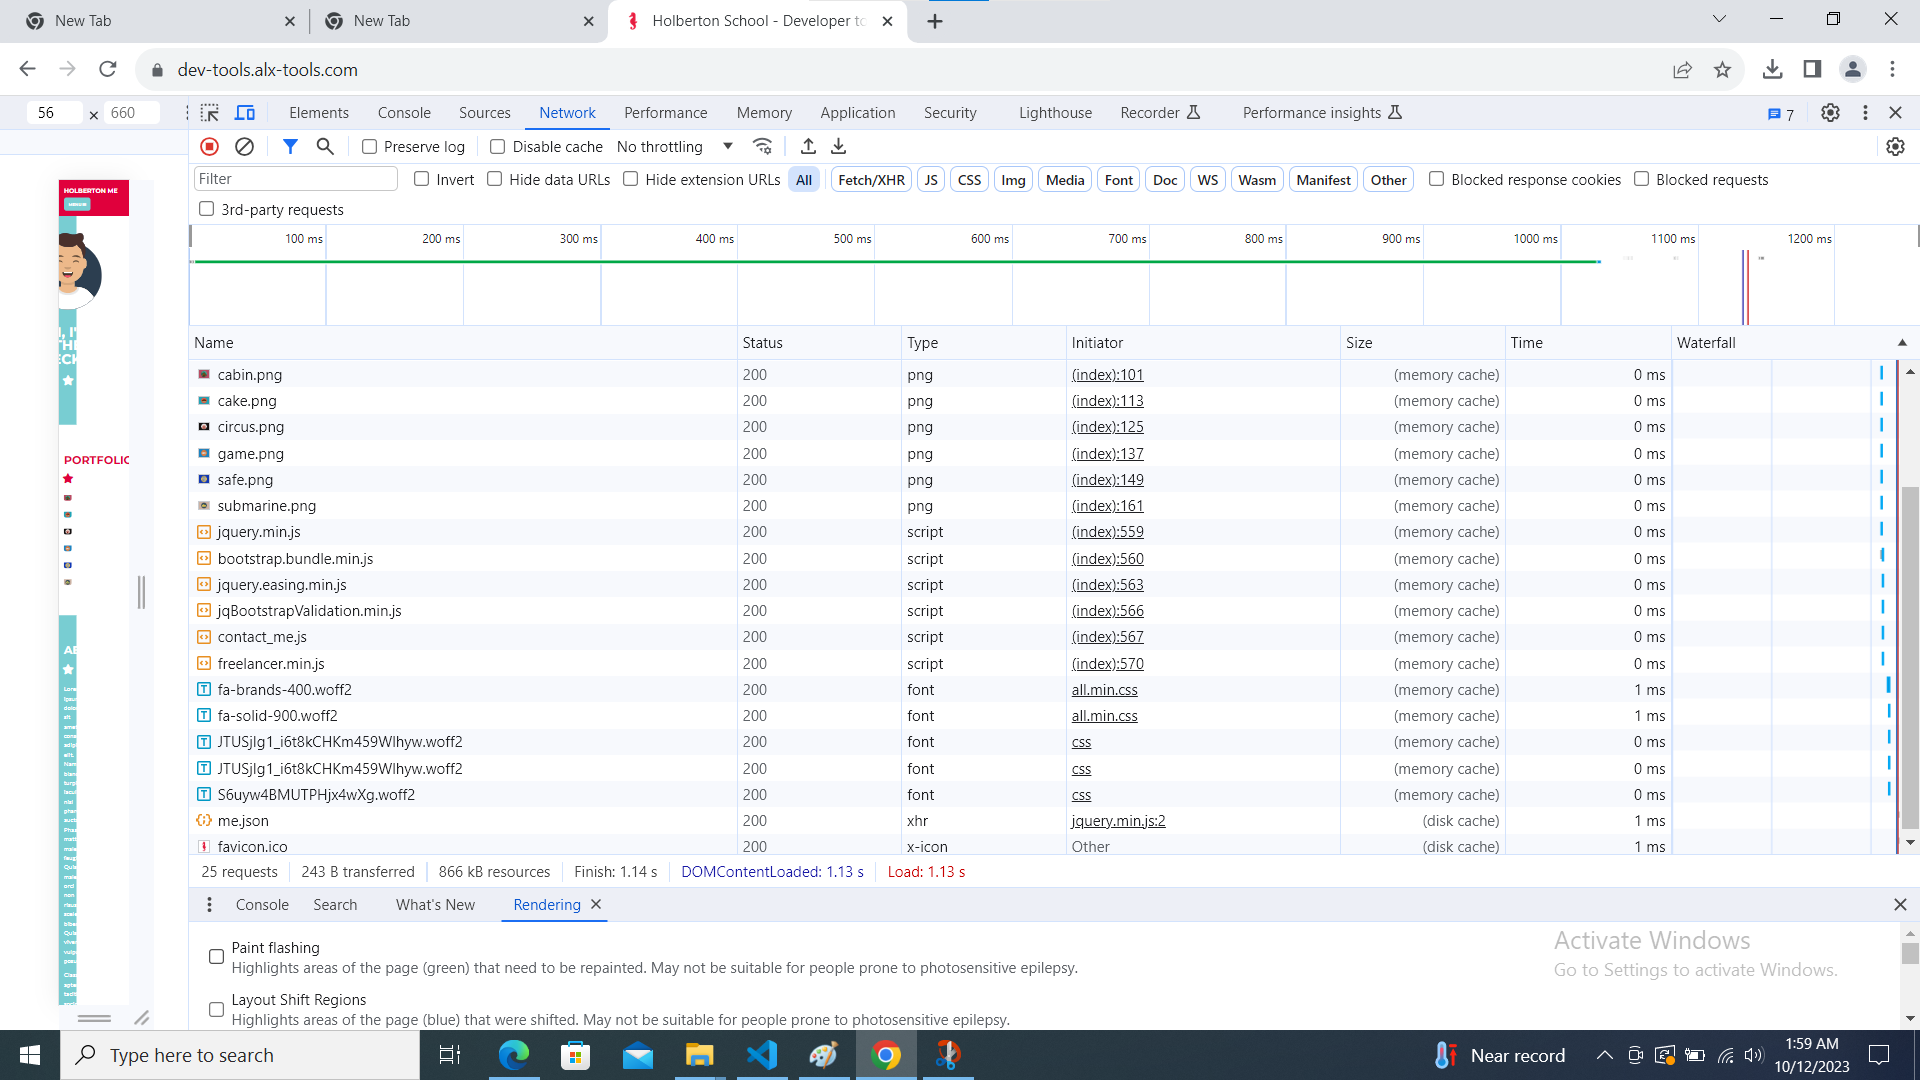 New Tab
New Tab
Holberton School - Developer to
dev-tools.alx-tools.com
56 × 660
Elements Console Sources Network Performance Memory Application Security Lighthouse Recorder Performance insights 7
Preserve log Disable cache No throttling
Filter Invert Hide data URLs Hide extension URLs All Fetch/XHR JS CSS Img Media Font Doc WS Wasm Manifest Other Blocked response cookies Blocked requests
3rd-party requests
100 ms 200 ms 300 ms 400 ms 500 ms 600 ms 700 ms 800 ms 900 ms 1000 ms 1100 ms 1200 ms
HOLBERTON ME
PORTFOLIO
Name Status Type Initiator Size Time Waterfall
cabin.png 200 png (index):101 (memory cache) 0 ms
cake.png 200 png (index):113 (memory cache) 0 ms
circus.png 200 png (index):125 (memory cache) 0 ms
game.png 200 png (index):137 (memory cache) 0 ms
safe.png 200 png (index):149 (memory cache) 0 ms
submarine.png 200 png (index):161 (memory cache) 0 ms
jquery.min.js 200 script (index):559 (memory cache) 0 ms
bootstrap.bundle.min.js 200 script (index):560 (memory cache) 0 ms
jquery.easing.min.js 200 script (index):563 (memory cache) 0 ms
jqBootstrapValidation.min.js 200 script (index):566 (memory cache) 0 ms
contact_me.js 200 script (index):567 (memory cache) 0 ms
freelancer.min.js 200 script (index):570 (memory cache) 0 ms
fa-brands-400.woff2 200 font all.min.css (memory cache) 1 ms
fa-solid-900.woff2 200 font all.min.css (memory cache) 1 ms
JTUSjIg1_i6t8kCHKm459Wlhyw.woff2 200 font css (memory cache) 0 ms
JTUSjIg1_i6t8kCHKm459Wlhyw.woff2 200 font css (memory cache) 0 ms
S6uyw4BMUTPHjx4wXg.woff2 200 font css (memory cache) 0 ms
me.json 200 xhr jquery.min.js:2 (disk cache) 1 ms
favicon.ico 200 x-icon Other (disk cache) 1 ms
25 requests 243 B transferred 866 kB resources Finish: 1.14 s DOMContentLoaded: 1.13 s Load: 1.13 s
Console Search What's New Rendering
Paint flashing
Highlights areas of the page (green) that need to be repainted. May not be suitable for people prone to photosensitive epilepsy.
Layout Shift Regions
Highlights areas of the page (blue) that were shifted. May not be suitable for people prone to photosensitive epilepsy.
Activate Windows
Go to Settings to activate Windows.
Type here to search
Near record
1:59 AM
10/12/2023